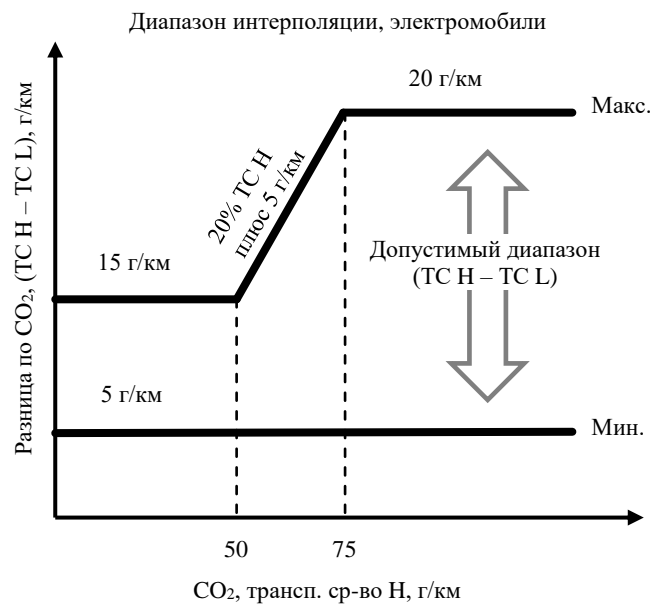 Диапазон интерполяции, электромобили
20 г/км
Макс.
20% ТС H
плюс 5 г/км
Допустимый диапазон
(ТС H – ТС L)
15 г/км
5 г/км
Мин.
Разница по CO₂, (ТС H – ТС L), г/км
50
75
CO₂, трансп. ср-во H, г/км